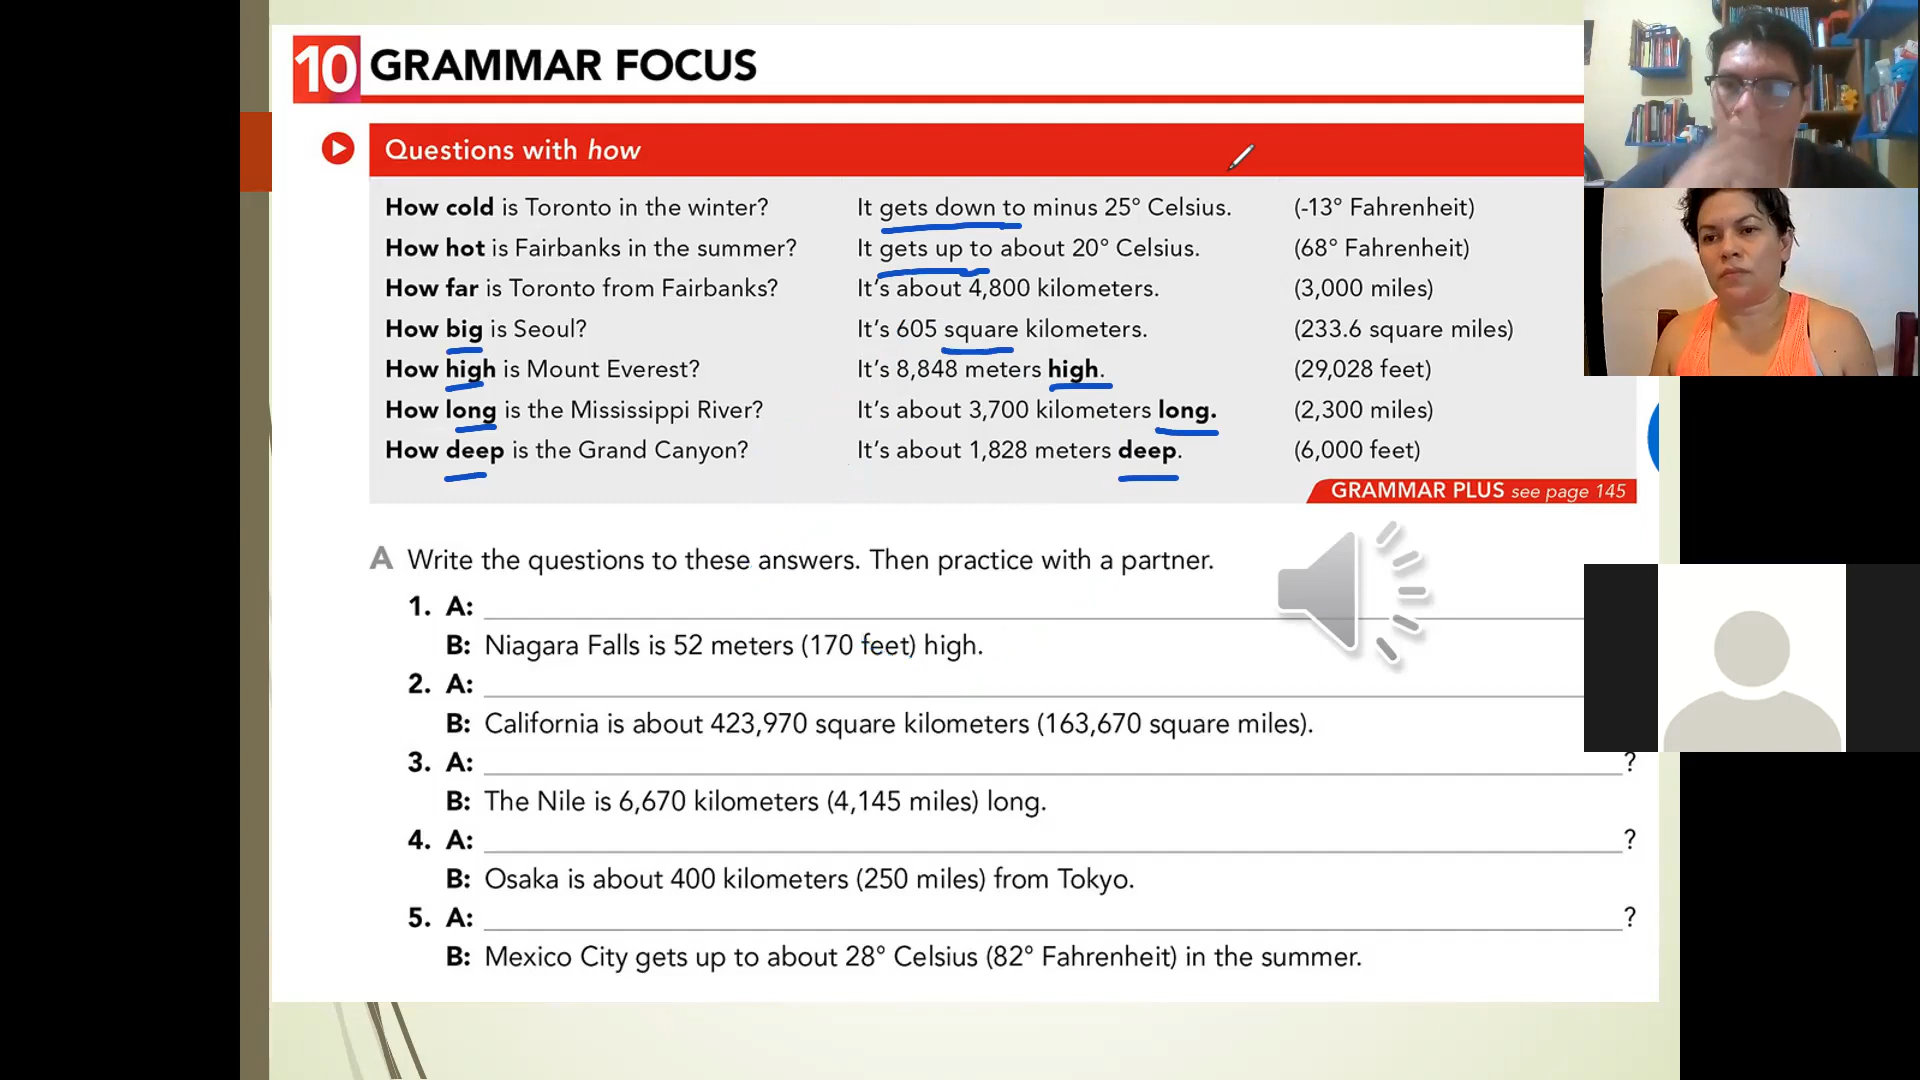 10 GRAMMAR FOCUS
Questions with how
How cold is Toronto in the winter? It gets down to minus 25° Celsius. (-13° Fahrenheit)
How hot is Fairbanks in the summer? It gets up to about 20° Celsius. (68° Fahrenheit)
How far is Toronto from Fairbanks? It's about 4,800 kilometers. (3,000 miles)
How big is Seoul? It's 605 square kilometers. (233.6 square miles)
How high is Mount Everest? It's 8,848 meters high. (29,028 feet)
How long is the Mississippi River? It's about 3,700 kilometers long. (2,300 miles)
How deep is the Grand Canyon? It's about 1,828 meters deep. (6,000 feet)
GRAMMAR PLUS see page 145
A Write the questions to these answers. Then practice with a partner.
1. A:
B: Niagara Falls is 52 meters (170 feet) high.
2. A:
B: California is about 423,970 square kilometers (163,670 square miles).
3. A: ?
B: The Nile is 6,670 kilometers (4,145 miles) long.
4. A: ?
B: Osaka is about 400 kilometers (250 miles) from Tokyo.
5. A: ?
B: Mexico City gets up to about 28° Celsius (82° Fahrenheit) in the summer.